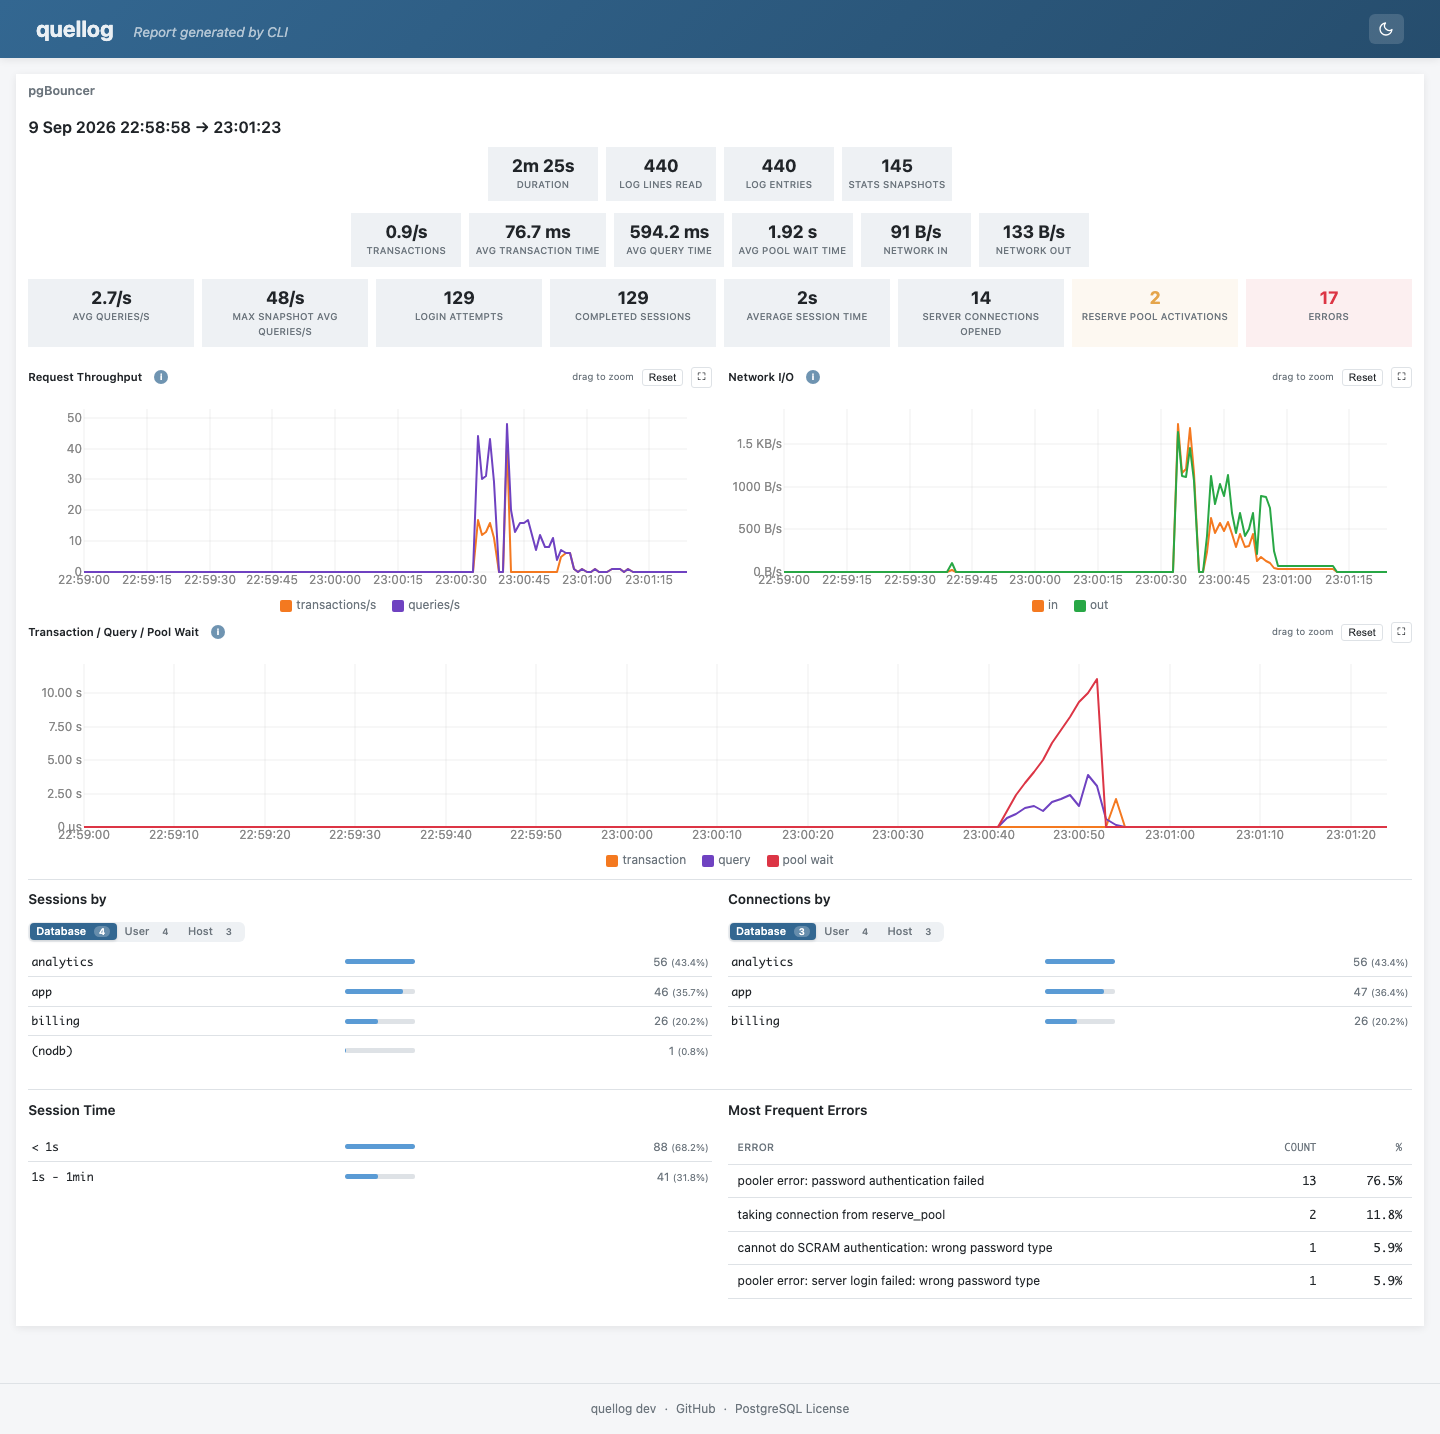 quellog Report generated by CLI
pgBouncer
9 Sep 2026 22:58:58 → 23:01:23
2m 25s 440 440 145
DURATION LOG LINES READ LOG ENTRIES STATS SNAPSHOTS
0.9/s 76.7 ms 594.2 ms 1.92 s 91 B/s 133 B/s
TRANSACTIONS AVG TRANSACTION TIME AVG QUERY TIME AVG POOL WAIT TIME NETWORK IN NETWORK OUT
2.7/s 48/s 129 129 2s 14 2 17
AVG QUERIES/S MAX SNAPSHOT AVG LOGIN ATTEMPTS COMPLETED SESSIONS AVERAGE SESSION TIME SERVER CONNECTIONS RESERVE POOL ACTIVATIONS ERRORS
QUERIES/S OPENED
Request Throughput i drag to zoom Reset
50
40
30
20
10
0
22:59:00 22:59:15 22:59:30 22:59:45 23:00:00 23:00:15 23:00:30 23:00:45 23:01:00 23:01:15
transactions/s queries/s
Network I/O i drag to zoom Reset
1.5 KB/s
1000 B/s
500 B/s
0 B/s
22:59:00 22:59:15 22:59:30 22:59:45 23:00:00 23:00:15 23:00:30 23:00:45 23:01:00 23:01:15
in out
Transaction / Query / Pool Wait i drag to zoom Reset
10.00 s
7.50 s
5.00 s
2.50 s
0 µs
22:59:00 22:59:10 22:59:20 22:59:30 22:59:40 22:59:50 23:00:00 23:00:10 23:00:20 23:00:30 23:00:40 23:00:50 23:01:00 23:01:10 23:01:20
transaction query pool wait
Sessions by
Database 4 User 4 Host 3
analytics 56 (43.4%)
app 46 (35.7%)
billing 26 (20.2%)
(nodb) 1 (0.8%)
Connections by
Database 3 User 4 Host 3
analytics 56 (43.4%)
app 47 (36.4%)
billing 26 (20.2%)
Session Time
< 1s 88 (68.2%)
1s - 1min 41 (31.8%)
Most Frequent Errors
ERROR COUNT %
pooler error: password authentication failed 13 76.5%
taking connection from reserve_pool 2 11.8%
cannot do SCRAM authentication: wrong password type 1 5.9%
pooler error: server login failed: wrong password type 1 5.9%
quellog dev · GitHub · PostgreSQL License